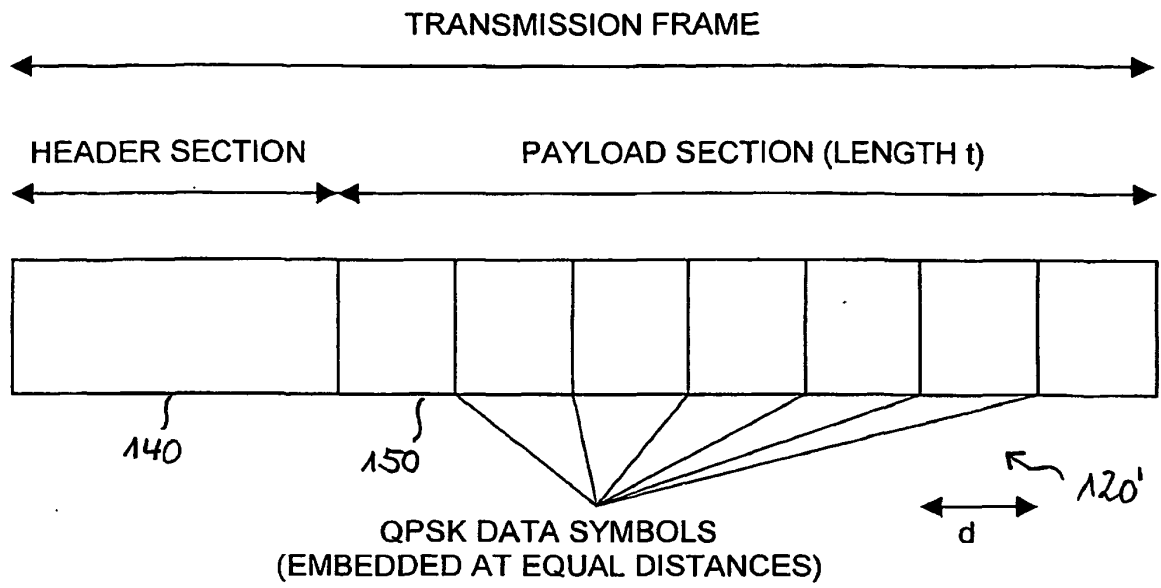 TRANSMISSION FRAME
HEADER SECTION
PAYLOAD SECTION (LENGTH t)
140
150
120'
QPSK DATA SYMBOLS
(EMBEDDED AT EQUAL DISTANCES)
d